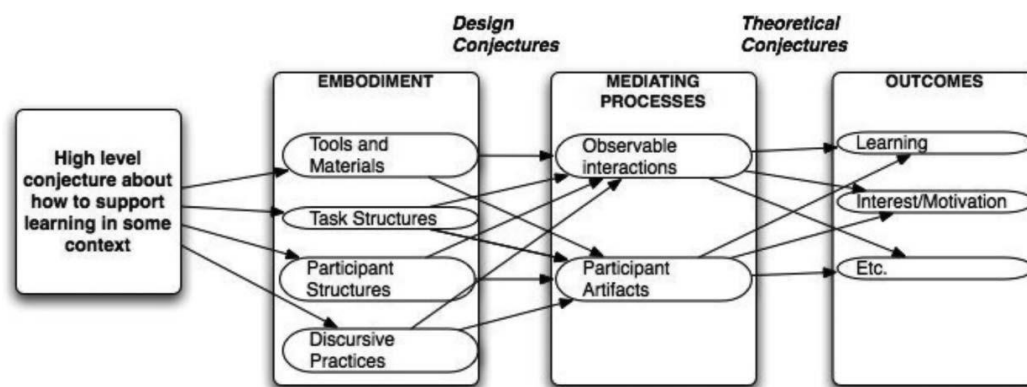 Design
Conjectures
Theoretical
Conjectures
High level
conjecture about
how to support
learning in some
context
EMBODIMENT
Tools and
Materials
Task Structures
Participant
Structures
Discursive
Practices
MEDIATING
PROCESSES
Observable
interactions
Participant
Artifacts
OUTCOMES
Learning
Interest/Motivation
Etc.